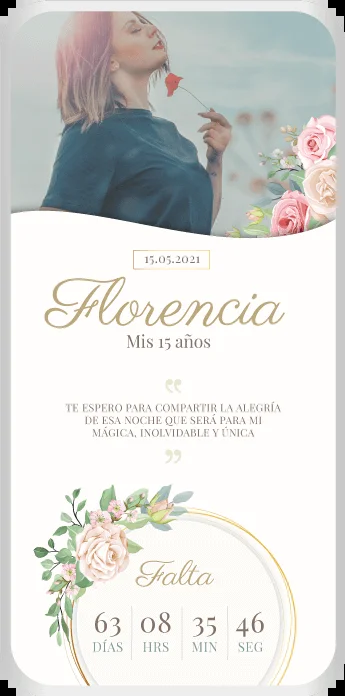 15.05.2021
Florencia
Mis 15 años
“
TE ESPERO PARA COMPARTIR LA ALEGRÍA
DE ESA NOCHE QUE SERÁ PARA MI
MÁGICA, INOLVIDABLE Y ÚNICA
”
Falta
63 08 35 46
DÍAS HRS MIN SEG